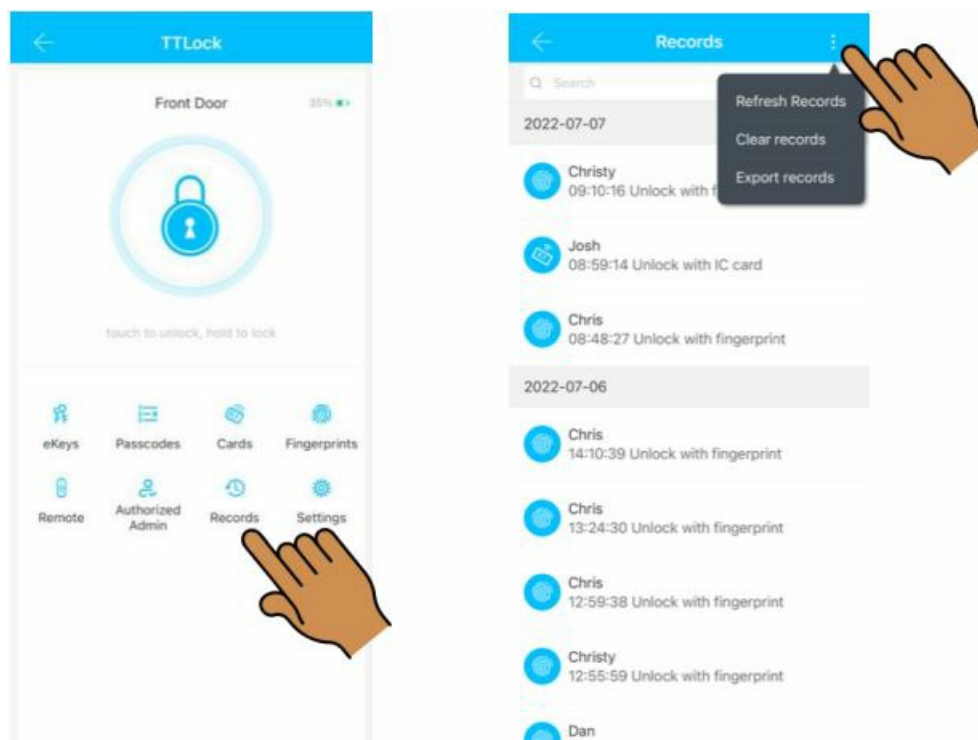 TTLock
Front Door
35%
touch to unlock, hold to lock
eKeys
Passcodes
Cards
Fingerprints
Remote
Authorized
Admin
Records
Settings
Records
Search
Refresh Records
Clear records
Export records
2022-07-07
Christy
09:10:16 Unlock with f
Josh
08:59:14 Unlock with IC card
Chris
08:48:27 Unlock with fingerprint
2022-07-06
Chris
14:10:39 Unlock with fingerprint
Chris
13:24:30 Unlock with fingerprint
Chris
12:59:38 Unlock with fingerprint
Christy
12:55:59 Unlock with fingerprint
Dan